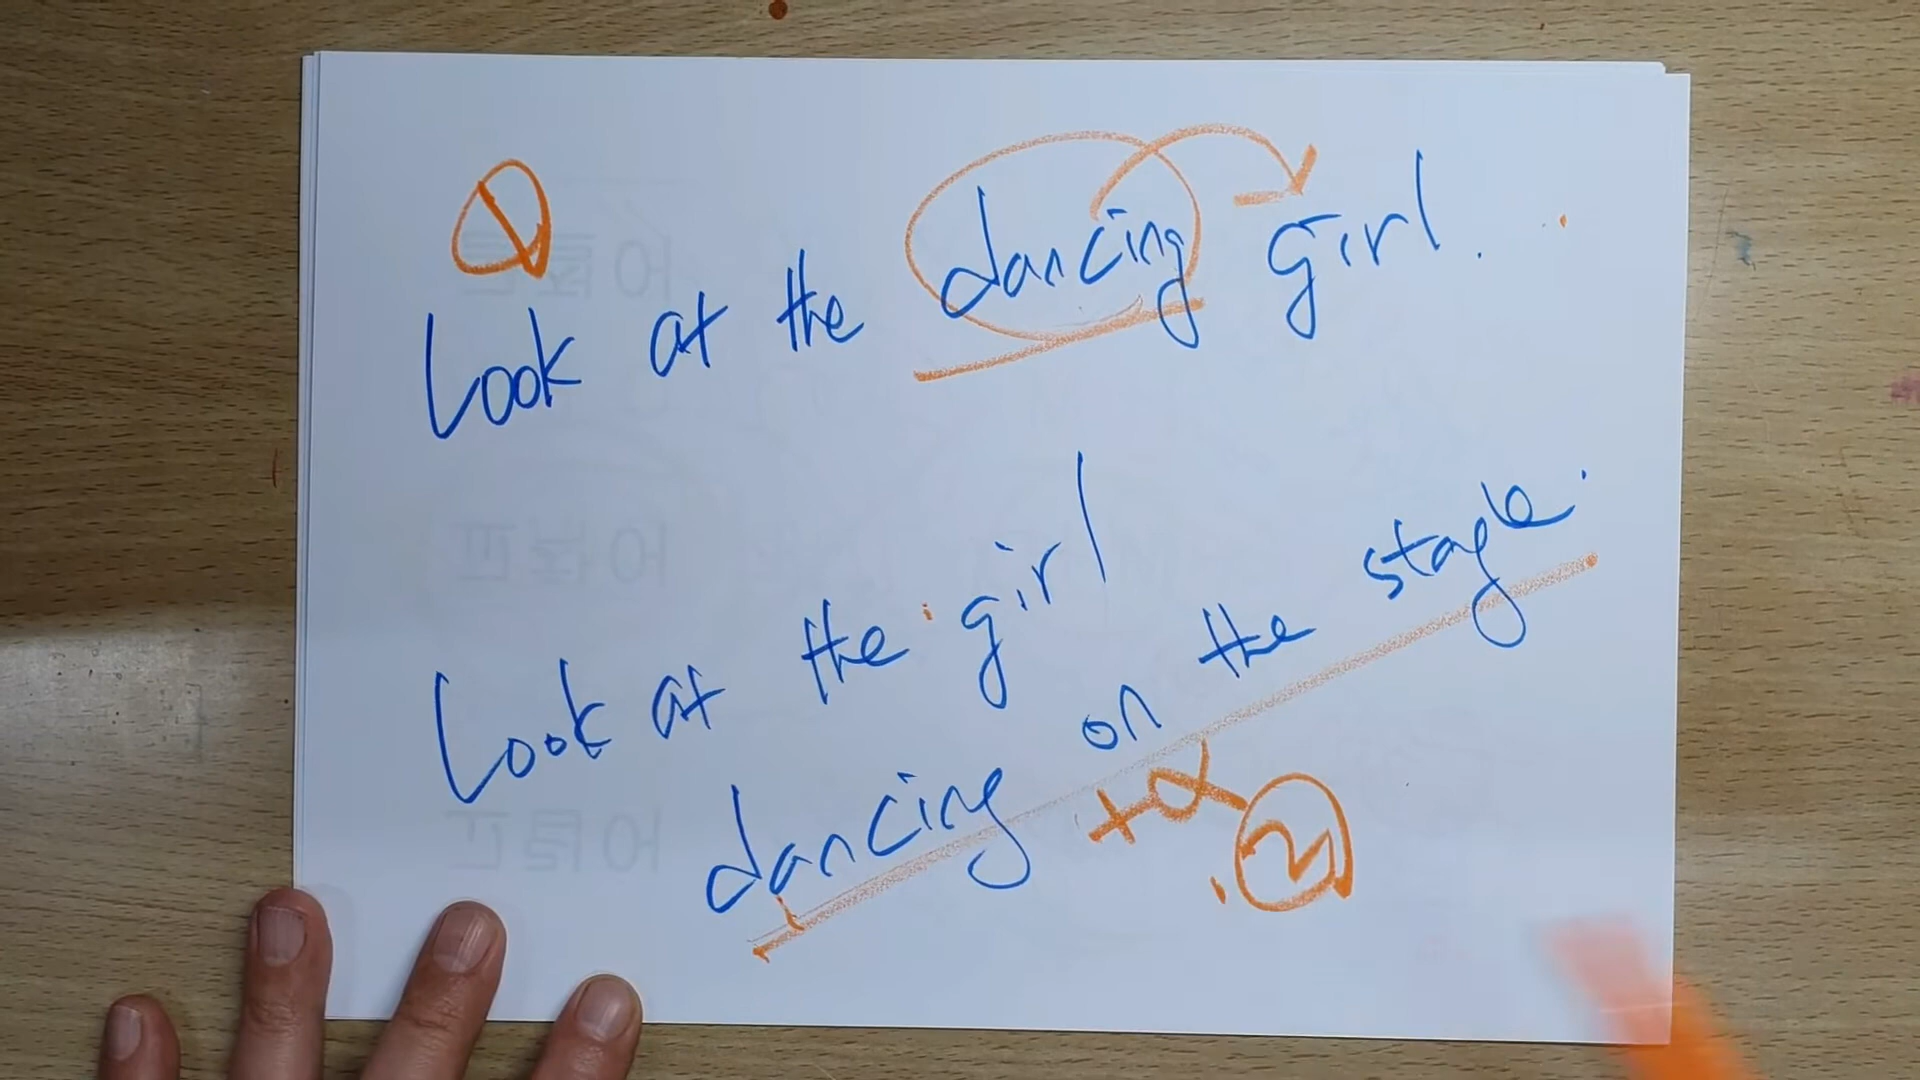 ①
Look at the dancing girl.
Look at the girl
dancing on the stage.
+α
②